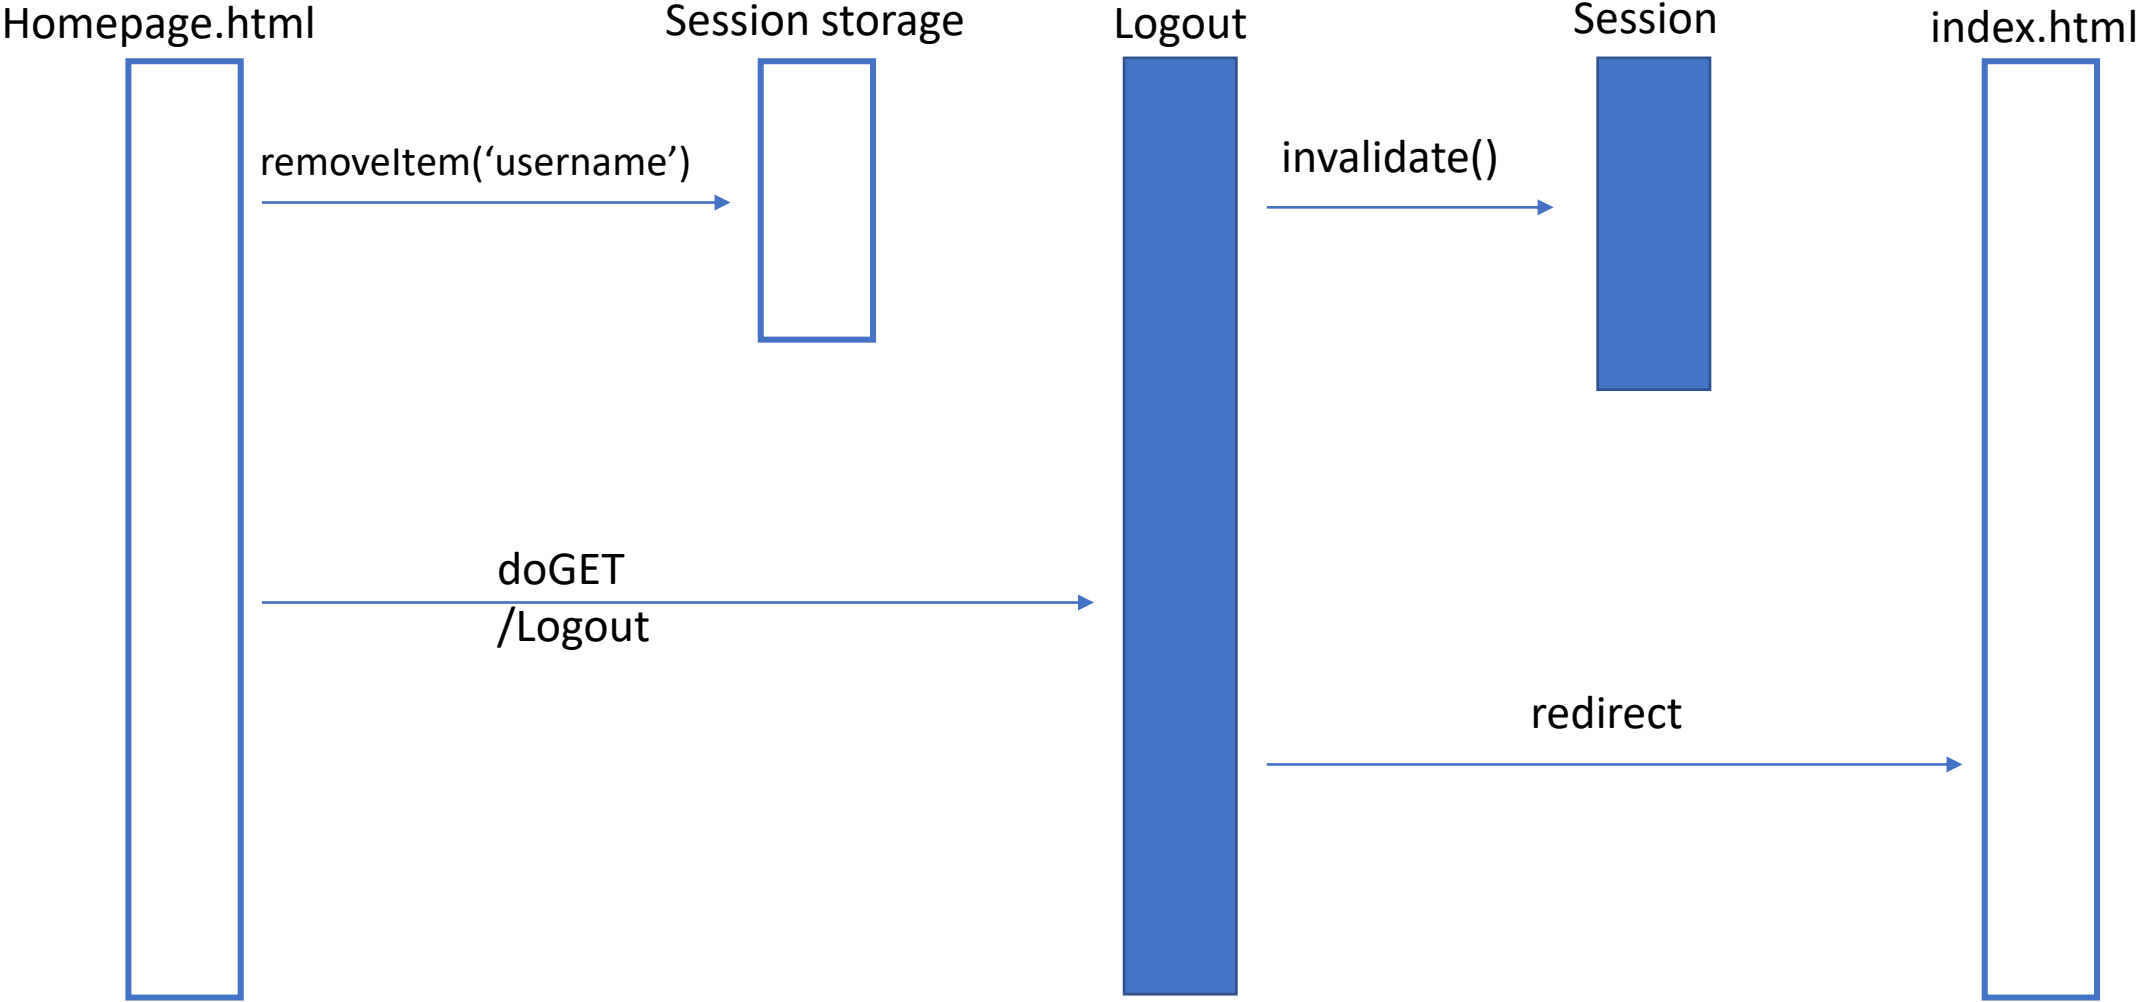 Homepage.html
Session storage
Logout
Session
index.html
removeItem(‘username’)
invalidate()
doGET
/Logout
redirect